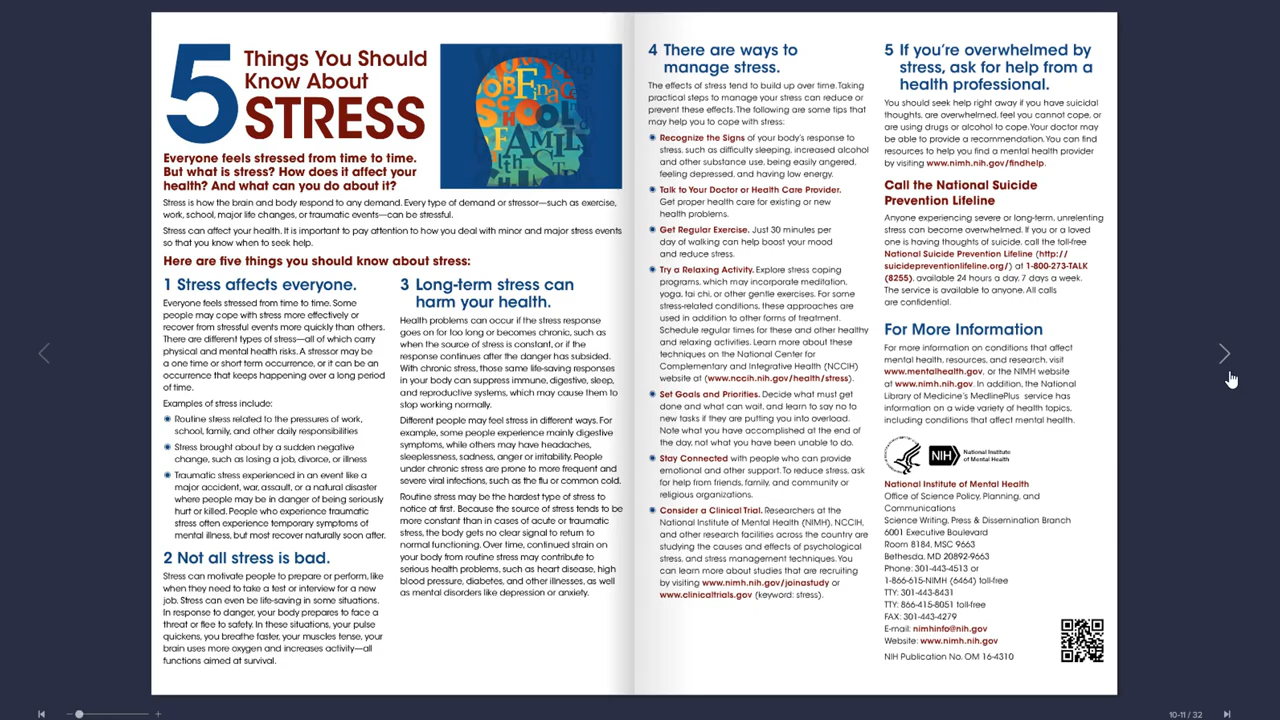 5 Things You Should
Know About
STRESS
Everyone feels stressed from time to time.
But what is stress? How does it affect your
health? And what can you do about it?
Stress is how the brain and body respond to any demand. Every type of demand or stressor—such as exercise,
work, school, major life changes, or traumatic events—can be stressful.
Stress can affect your health. It is important to pay attention to how you deal with minor and major stress events
so that you know when to seek help.
Here are five things you should know about stress:
1 Stress affects everyone.
Everyone feels stressed from time to time. Some
people may cope with stress more effectively or
recover from stressful events more quickly than others.
There are different types of stress—all of which carry
physical and mental health risks. A stressor may be
a one time or short term occurrence, or it can be an
occurrence that keeps happening over a long period
of time.
Examples of stress include:
Routine stress related to the pressures of work,
school, family, and other daily responsibilities
Stress brought about by a sudden negative
change, such as losing a job, divorce, or illness
Traumatic stress experienced in an event like a
major accident, war, assault, or a natural disaster
where people may be in danger of being seriously
hurt or killed. People who experience traumatic
stress often experience temporary symptoms of
mental illness, but most recover naturally soon after.
2 Not all stress is bad.
Stress can motivate people to prepare or perform, like
when they need to take a test or interview for a new
job. Stress can even be life-saving in some situations.
In response to danger, your body prepares to face a
threat or flee to safety. In these situations, your pulse
quickens, you breathe faster, your muscles tense, your
brain uses more oxygen and increases activity—all
functions aimed at survival.
JOB Finance
SCHOOL
FAMILY
3 Long-term stress can
harm your health.
Health problems can occur if the stress response
goes on for too long or becomes chronic, such as
when the source of stress is constant, or if the
response continues after the danger has subsided.
With chronic stress, those same life-saving responses
in your body can suppress immune, digestive, sleep,
and reproductive systems, which may cause them to
stop working normally.
Different people may feel stress in different ways. For
example, some people experience mainly digestive
symptoms, while others may have headaches,
sleeplessness, sadness, anger or irritability. People
under chronic stress are prone to more frequent and
severe viral infections, such as the flu or common cold.
Routine stress may be the hardest type of stress to
notice at first. Because the source of stress tends to be
more constant than in cases of acute or traumatic
stress, the body gets no clear signal to return to
normal functioning. Over time, continued strain on
your body from routine stress may contribute to
serious health problems, such as heart disease, high
blood pressure, diabetes, and other illnesses, as well
as mental disorders like depression or anxiety.
4 There are ways to
manage stress.
The effects of stress tend to build up over time. Taking
practical steps to manage your stress can reduce or
prevent these effects. The following are some tips that
may help you to cope with stress:
Recognize the Signs of your body's response to
stress, such as difficulty sleeping, increased alcohol
and other substance use, being easily angered,
feeling depressed, and having low energy.
Talk to Your Doctor or Health Care Provider.
Get proper health care for existing or new
health problems.
Get Regular Exercise. Just 30 minutes per
day of walking can help boost your mood
and reduce stress.
Try a Relaxing Activity. Explore stress coping
programs, which may incorporate meditation,
yoga, tai chi, or other gentle exercises. For some
stress-related conditions, these approaches are
used in addition to other forms of treatment.
Schedule regular times for these and other healthy
and relaxing activities. Learn more about these
techniques on the National Center for
Complementary and Integrative Health (NCCIH)
website at (www.nccih.nih.gov/health/stress).
Set Goals and Priorities. Decide what must get
done and what can wait, and learn to say no to
new tasks if they are putting you into overload.
Note what you have accomplished at the end of
the day, not what you have been unable to do.
Stay Connected with people who can provide
emotional and other support. To reduce stress, ask
for help from friends, family, and community or
religious organizations.
Consider a Clinical Trial. Researchers at the
National Institute of Mental Health (NIMH), NCCIH,
and other research facilities across the country are
studying the causes and effects of psychological
stress, and stress management techniques. You
can learn more about studies that are recruiting
by visiting www.nimh.nih.gov/joinastudy or
www.clinicaltrials.gov (keyword: stress).
5 If you're overwhelmed by
stress, ask for help from a
health professional.
You should seek help right away if you have suicidal
thoughts, are overwhelmed, feel you cannot cope, or
are using drugs or alcohol to cope. Your doctor may
be able to provide a recommendation. You can find
resources to help you find a mental health provider
by visiting www.nimh.nih.gov/findhelp.
Call the National Suicide
Prevention Lifeline
Anyone experiencing severe or long-term, unrelenting
stress can become overwhelmed. If you or a loved
one is having thoughts of suicide, call the toll-free
National Suicide Prevention Lifeline (http://
suicidepreventionlifeline.org/) at 1-800-273-TALK
(8255), available 24 hours a day, 7 days a week.
The service is available to anyone. All calls
are confidential.
For More Information
For more information on conditions that affect
mental health, resources, and research, visit
www.mentalhealth.gov, or the NIMH website
at www.nimh.nih.gov. In addition, the National
Library of Medicine's MedlinePlus service has
information on a wide variety of health topics,
including conditions that affect mental health.
NIH National Institute
of Mental Health
National Institute of Mental Health
Office of Science Policy, Planning, and
Communications
Science Writing, Press & Dissemination Branch
6001 Executive Boulevard
Room 8184, MSC 9663
Bethesda, MD 20892-9663
Phone: 301-443-4513 or
1-866-615-NIMH (6464) toll-free
TTY: 301-443-8431
TTY: 866-415-8051 toll-free
FAX: 301-443-4279
E-mail: nimhinfo@nih.gov
Website: www.nimh.nih.gov
NIH Publication No. OM 16-4310
10-11 / 32